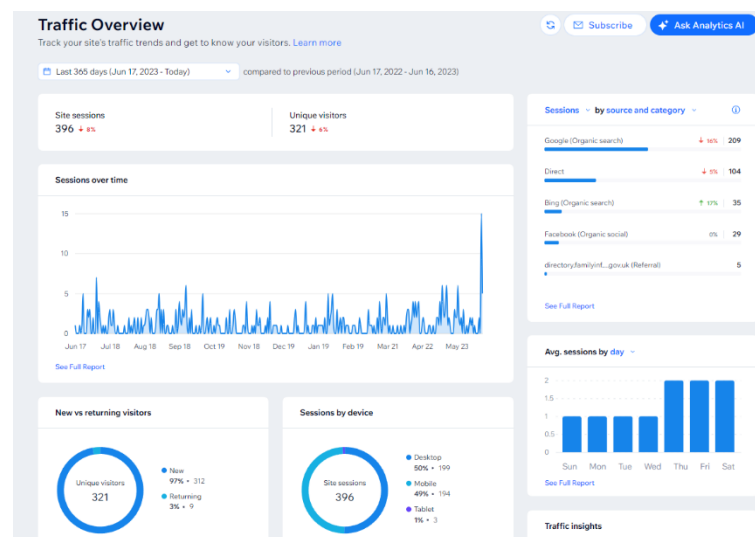 Traffic Overview
Track your site's traffic trends and get to know your visitors. Learn more
Subscribe
Ask Analytics AI
Last 365 days (Jun 17, 2023 - Today)
compared to previous period (Jun 17, 2022 - Jun 16, 2023)
Site sessions
396 8%
Unique visitors
321 6%
Sessions over time
15
10
5
0
Jun 17 Jul 18 Aug 18 Sep 18 Oct 19 Nov 18 Dec 19 Jan 19 Feb 19 Mar 21 Apr 22 May 23
See Full Report
Sessions by source and category
Google (Organic search) 16% 209
Direct 5% 104
Bing (Organic search) 17% 35
Facebook (Organic social) 0% 29
directory.familyinf...gov.uk (Referral) 5
See Full Report
Avg. sessions by day
2
1.5
1
0.5
0
Sun Mon Tue Wed Thu Fri Sat
See Full Report
New vs returning visitors
Unique visitors
321
New
97% • 312
Returning
3% • 9
Sessions by device
Site sessions
396
Desktop
50% • 199
Mobile
49% • 194
Tablet
1% • 3
Traffic insights